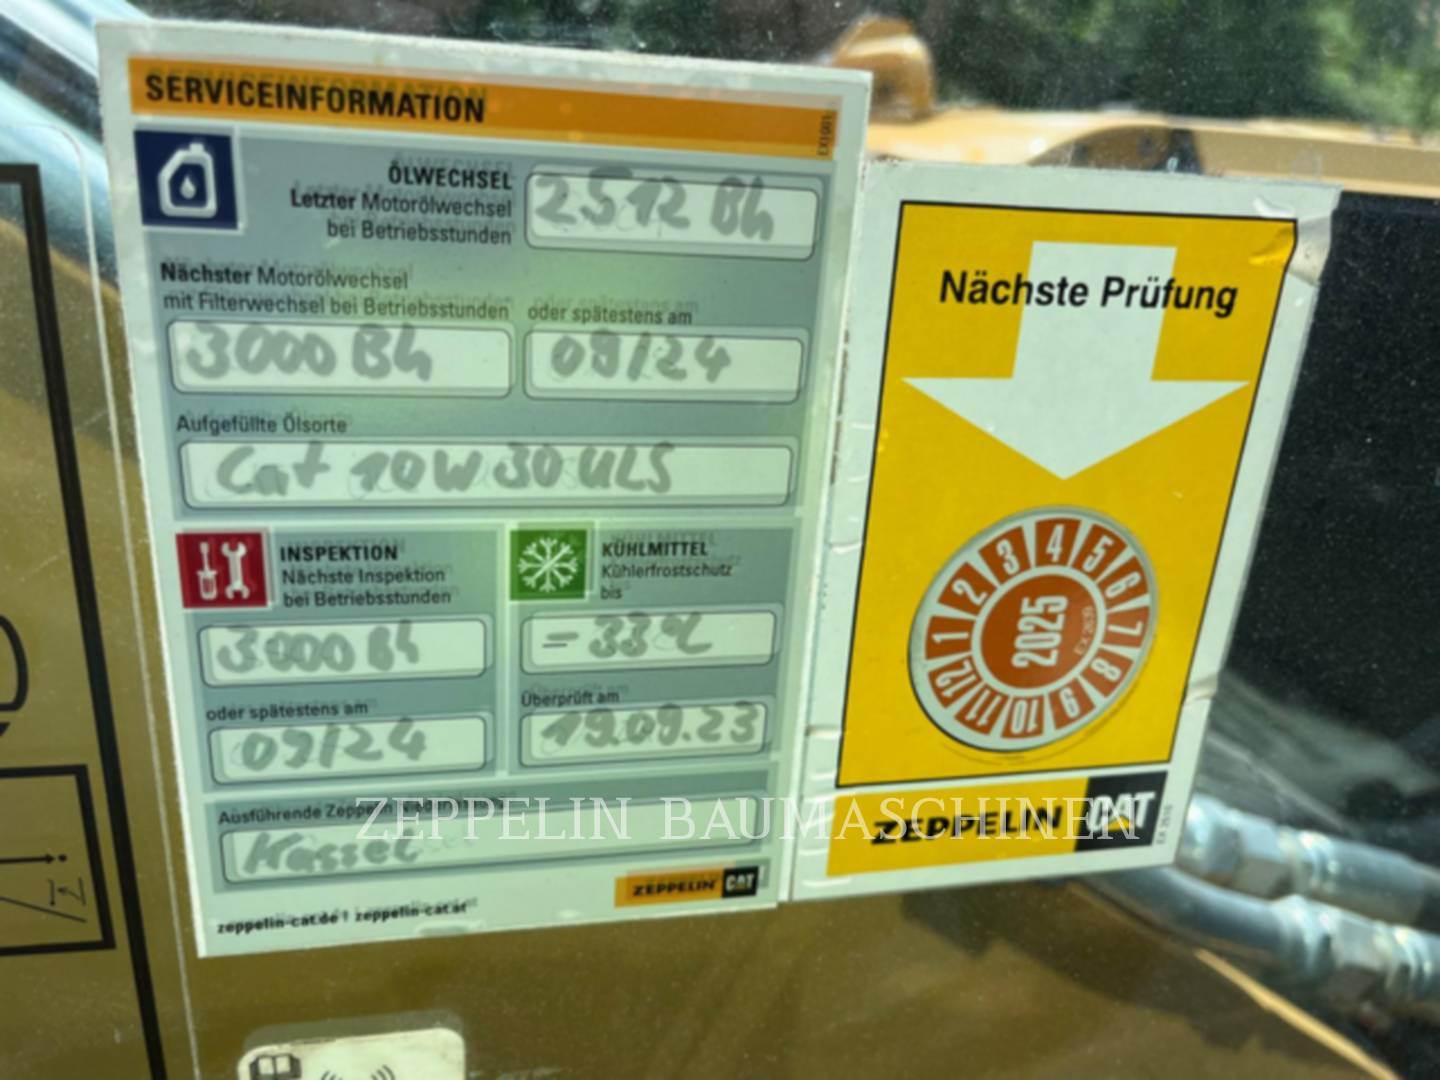 SERVICEINFORMATION
EX1001
ÖLWECHSEL
Letzter Motorölwechsel
bei Betriebsstunden
2512 Bh
Nächster Motorölwechsel
mit Filterwechsel bei Betriebsstunden
3000 Bh
oder spätestens am
09/24
Aufgefüllte Ölsorte
Cat 10W30 ULS
INSPEKTION
Nächste Inspektion
bei Betriebsstunden
3000 Bh
oder spätestens am
09/24
KÜHLMITTEL
Kühlerfrostschutz
bis
- 33 °C
Überprüft am
19.09.23
Ausführende Zeppelin
Kassel
ZEPPELIN CAT
zeppelin-cat.de | zeppelin-cat.at
Nächste Prüfung
1 2 3 4 5 6 7 8 9 10 11 12
2025
ZEPPELIN CAT
ZEPPELIN BAUMASCHINEN